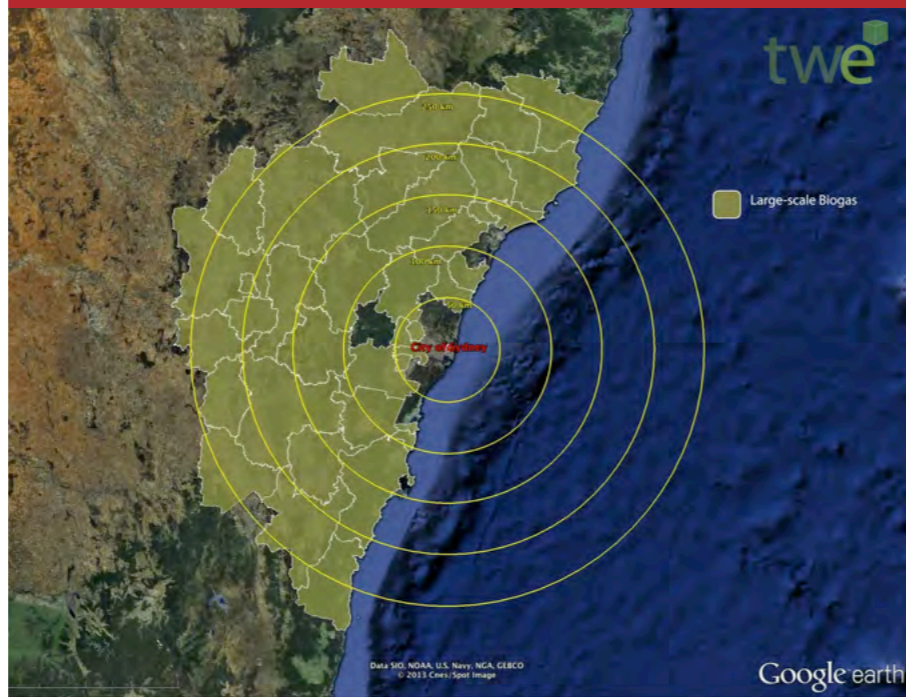 twe
250 km
200 km
Large-scale Biogas
150 km
100 km
50 km
City of Sydney
Data SIO, NOAA, U.S. Navy, NGA, GEBCO
© 2013 Cnes/Spot Image
Google earth